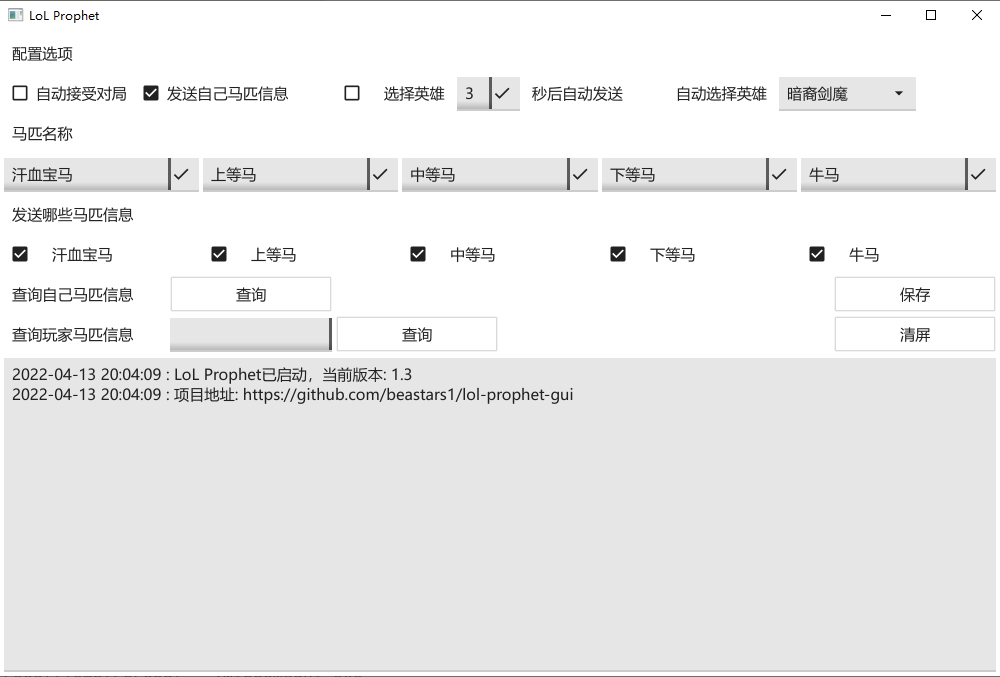 LoL Prophet
配置选项
自动接受对局 发送自己马匹信息 选择英雄 3 秒后自动发送 自动选择英雄 暗裔剑魔
马匹名称
汗血宝马 上等马 中等马 下等马 牛马
发送哪些马匹信息
汗血宝马 上等马 中等马 下等马 牛马
查询自己马匹信息 查询 保存
查询玩家马匹信息 查询 清屏
2022-04-13 20:04:09 : LoL Prophet已启动，当前版本: 1.3
2022-04-13 20:04:09 : 项目地址: https://github.com/beastars1/lol-prophet-gui